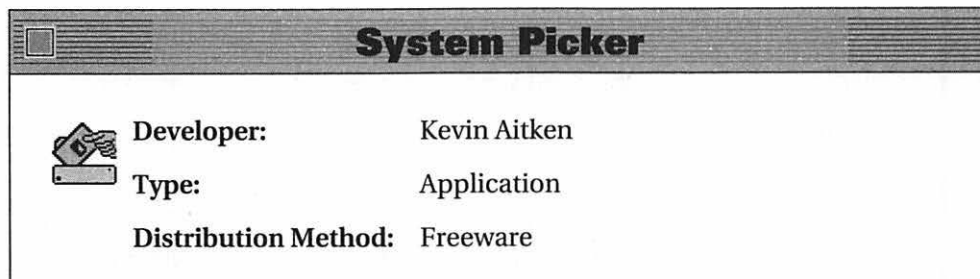 System Picker
Developer: Kevin Aitken
Type: Application
Distribution Method: Freeware